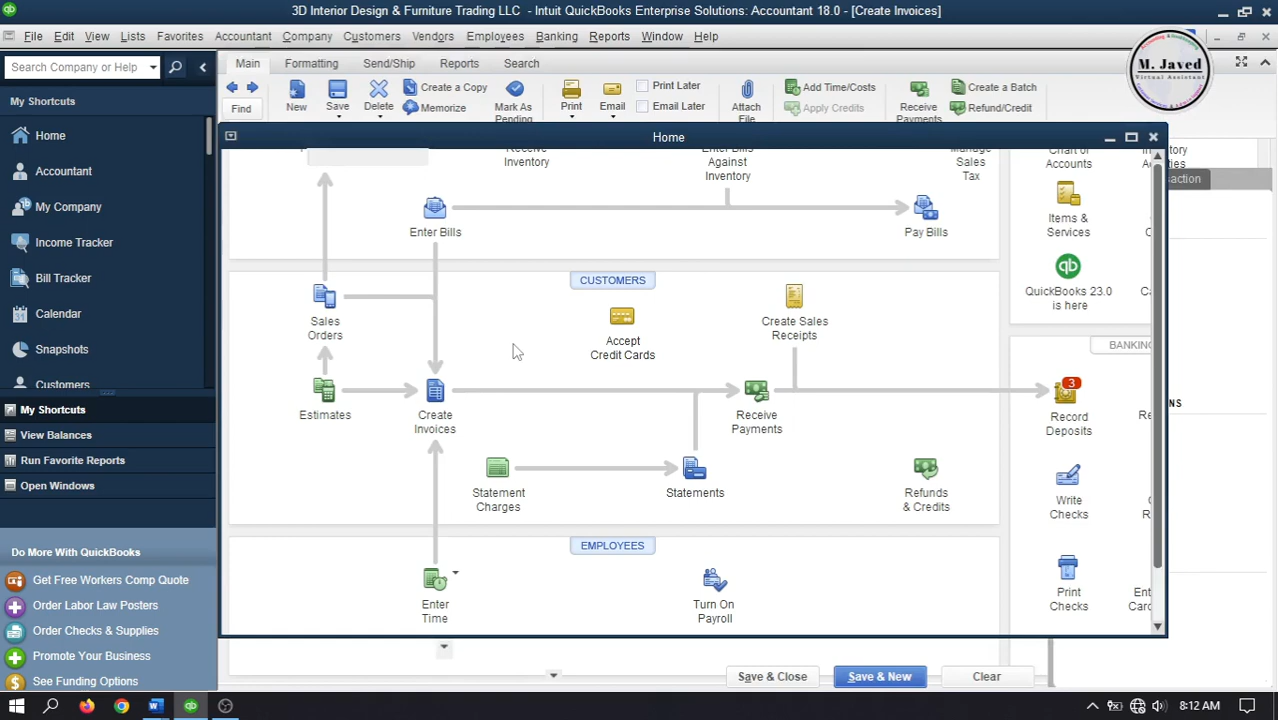 3D Interior Design & Furniture Trading LLC - Intuit QuickBooks Enterprise Solutions: Accountant 18.0 - [Create Invoices]
File Edit View Lists Favorites Accountant Company Customers Vendors Employees Banking Reports Window Help
Search Company or Help
Main Formatting Send/Ship Reports Search
Find New Save Delete Create a Copy Memorize Mark As Pending Print Email Print Later Email Later Attach File Add Time/Costs Apply Credits Receive Payments Create a Batch Refund/Credit
M. Javed
Virtual Assistant
My Shortcuts
Home
Accountant
My Company
Income Tracker
Bill Tracker
Calendar
Snapshots
Customers
My Shortcuts
View Balances
Run Favorite Reports
Open Windows
Do More With QuickBooks
Get Free Workers Comp Quote
Order Labor Law Posters
Order Checks & Supplies
Promote Your Business
See Funding Options
Home
Receive
Inventory
Enter Bills
Against
Inventory
Manage
Sales
Tax
Chart of
Accounts
Enter Bills
Pay Bills
Items &
Services
QuickBooks 23.0
is here
CUSTOMERS
Sales
Orders
Accept
Credit Cards
Create Sales
Receipts
BANKING
Estimates
Create
Invoices
Receive
Payments
3
Record
Deposits
Statement
Charges
Statements
Refunds
& Credits
Write
Checks
EMPLOYEES
Enter
Time
Turn On
Payroll
Print
Checks
Save & Close Save & New Clear
8:12 AM